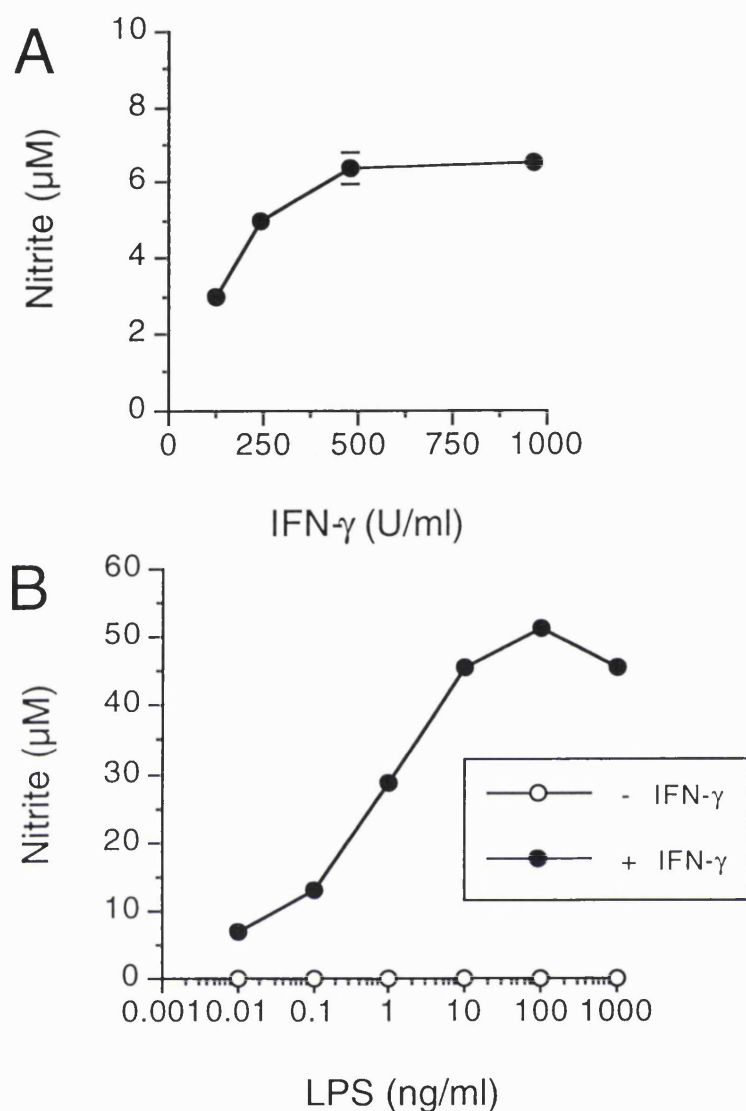 A
10
8
6
4
2
0
Nitrite (µM)
0 250 500 750 1000
IFN-γ (U/ml)
B
60
50
40
30
20
10
0
Nitrite (µM)
- IFN-γ
+ IFN-γ
0.001 0.01 0.1 1 10 100 1000
LPS (ng/ml)